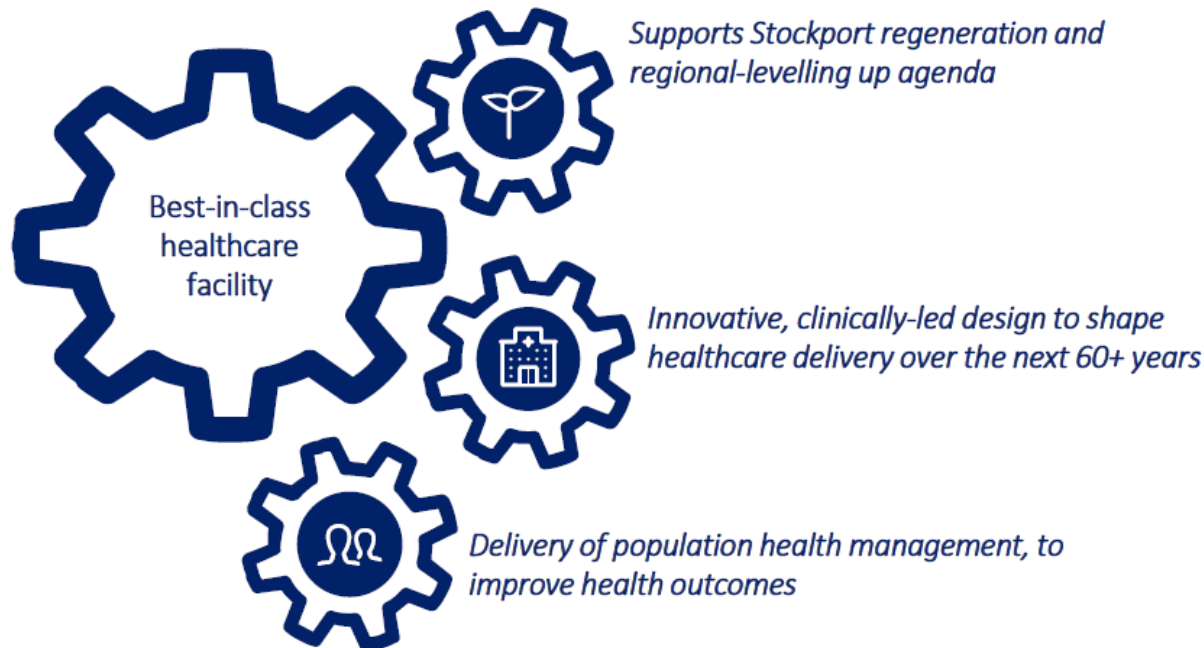 Supports Stockport regeneration and
regional-levelling up agenda
Best-in-class
healthcare
facility
Innovative, clinically-led design to shape
healthcare delivery over the next 60+ years
Delivery of population health management, to
improve health outcomes